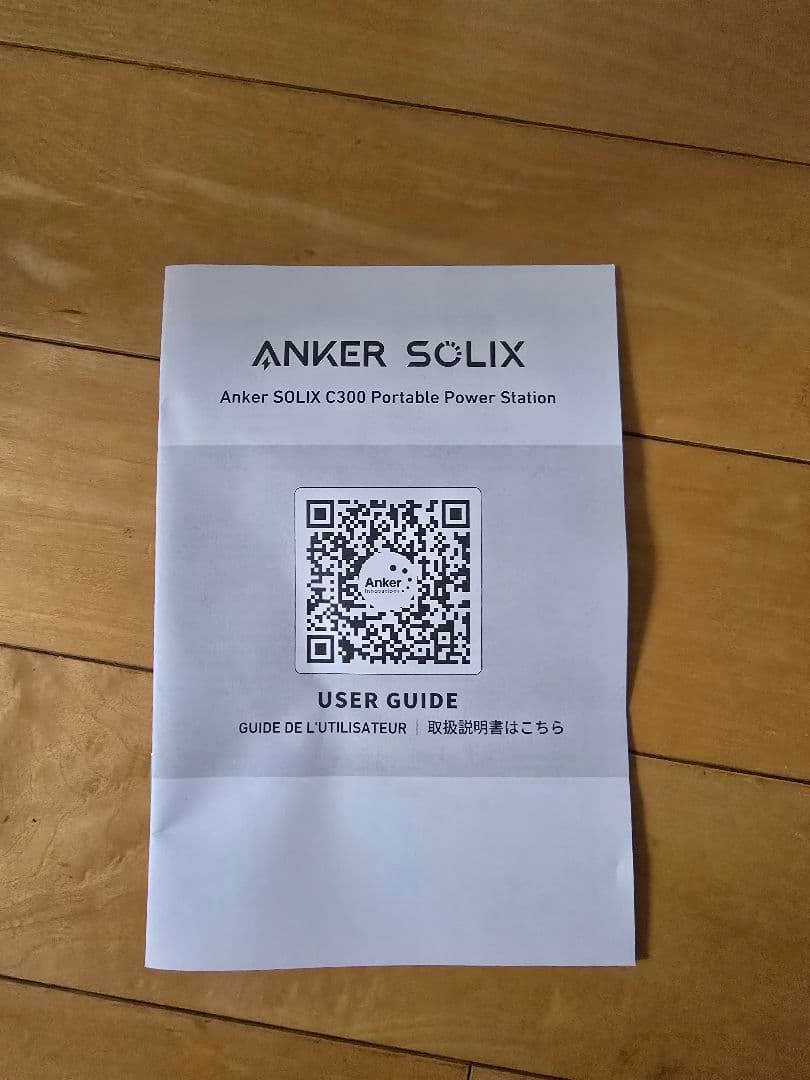 ANKER SOLIX
Anker SOLIX C300 Portable Power Station
Anker
Innovations
USER GUIDE
GUIDE DE L'UTILISATEUR | 取扱説明書はこちら